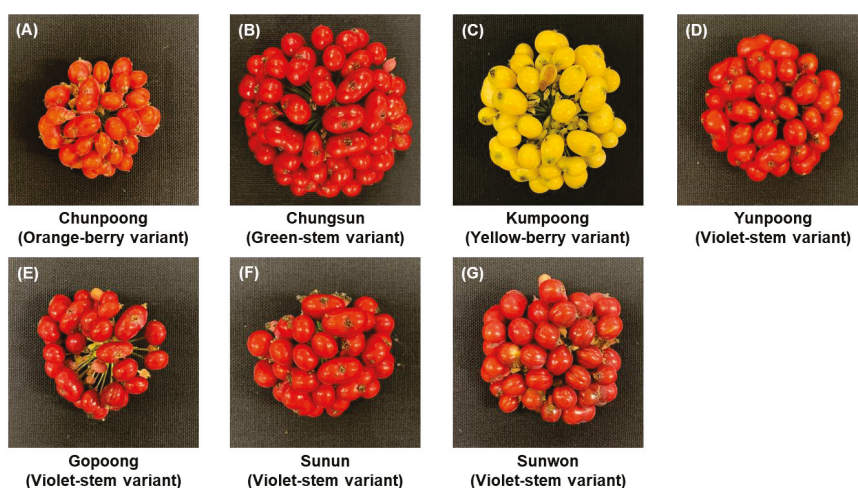 (A)
(B)
(C)
(D)
Chunpoong
(Orange-berry variant)
Chungsun
(Green-stem variant)
Kumpoong
(Yellow-berry variant)
Yunpoong
(Violet-stem variant)
(E)
(F)
(G)
Gopoong
(Violet-stem variant)
Sunun
(Violet-stem variant)
Sunwon
(Violet-stem variant)